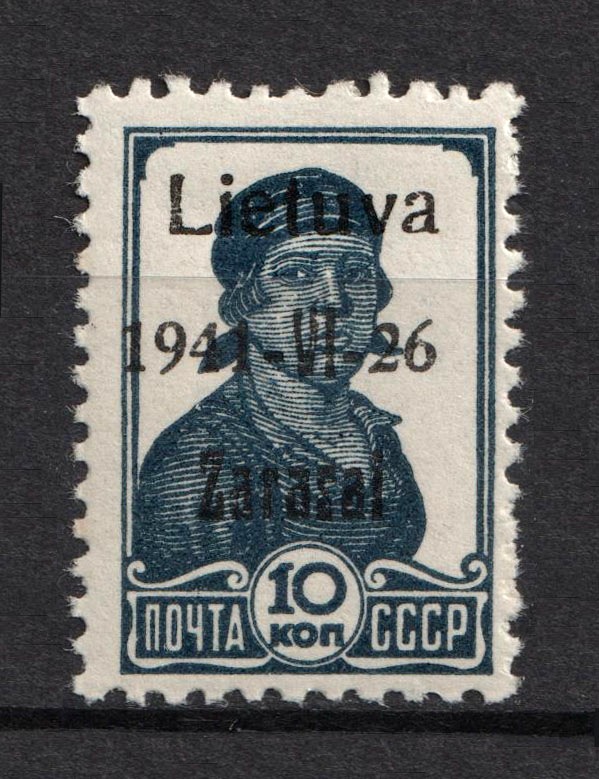 Lietuva
1941-VI-26
Zarasai
10
КОП
ПОЧТА СССР